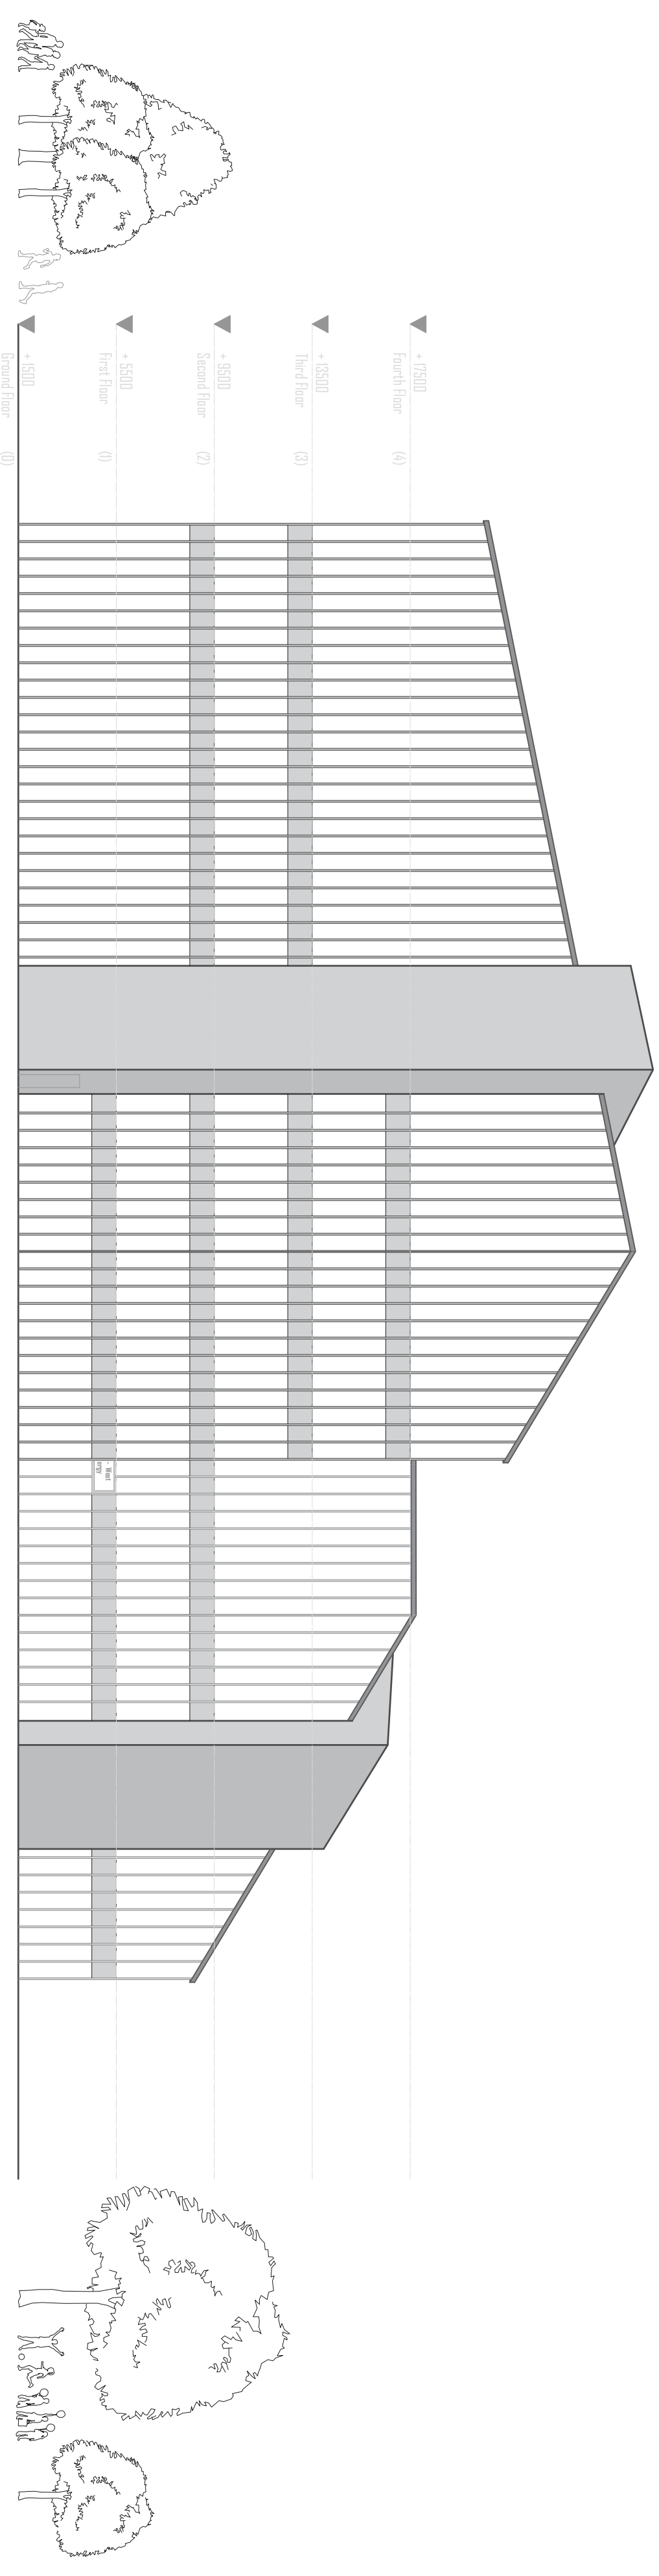 + 1500
Ground Floor (0)
+ 5500
First Floor (1)
+ 9500
Second Floor (2)
+ 13500
Third Floor (3)
+ 17500
Fourth Floor (4)
- West